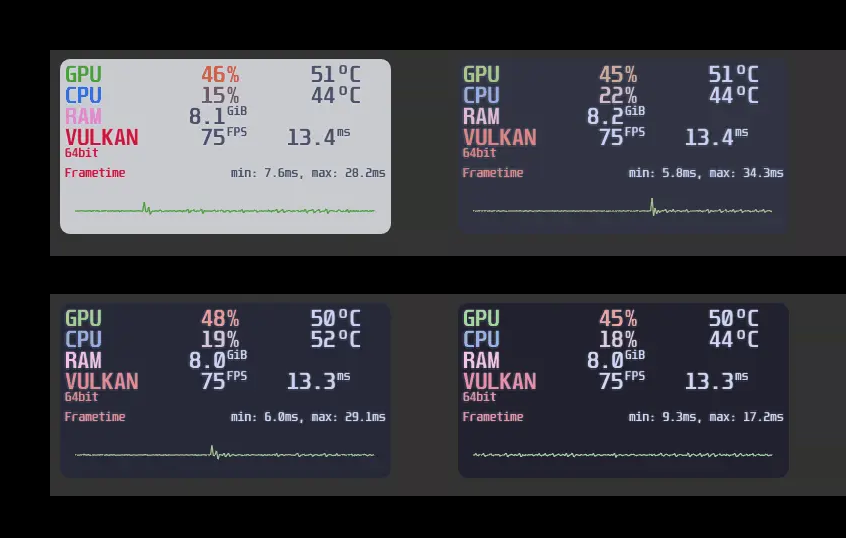 GPU 46% 51°C
CPU 15% 44°C
RAM 8.1GiB
VULKAN 75FPS 13.4ms
64bit
Frametime min: 7.6ms, max: 28.2ms
GPU 45% 51°C
CPU 22% 44°C
RAM 8.2GiB
VULKAN 75FPS 13.4ms
64bit
Frametime min: 5.8ms, max: 34.3ms
GPU 48% 50°C
CPU 19% 52°C
RAM 8.0GiB
VULKAN 75FPS 13.3ms
64bit
Frametime min: 6.0ms, max: 29.1ms
GPU 45% 50°C
CPU 18% 44°C
RAM 8.0GiB
VULKAN 75FPS 13.3ms
64bit
Frametime min: 9.3ms, max: 17.2ms